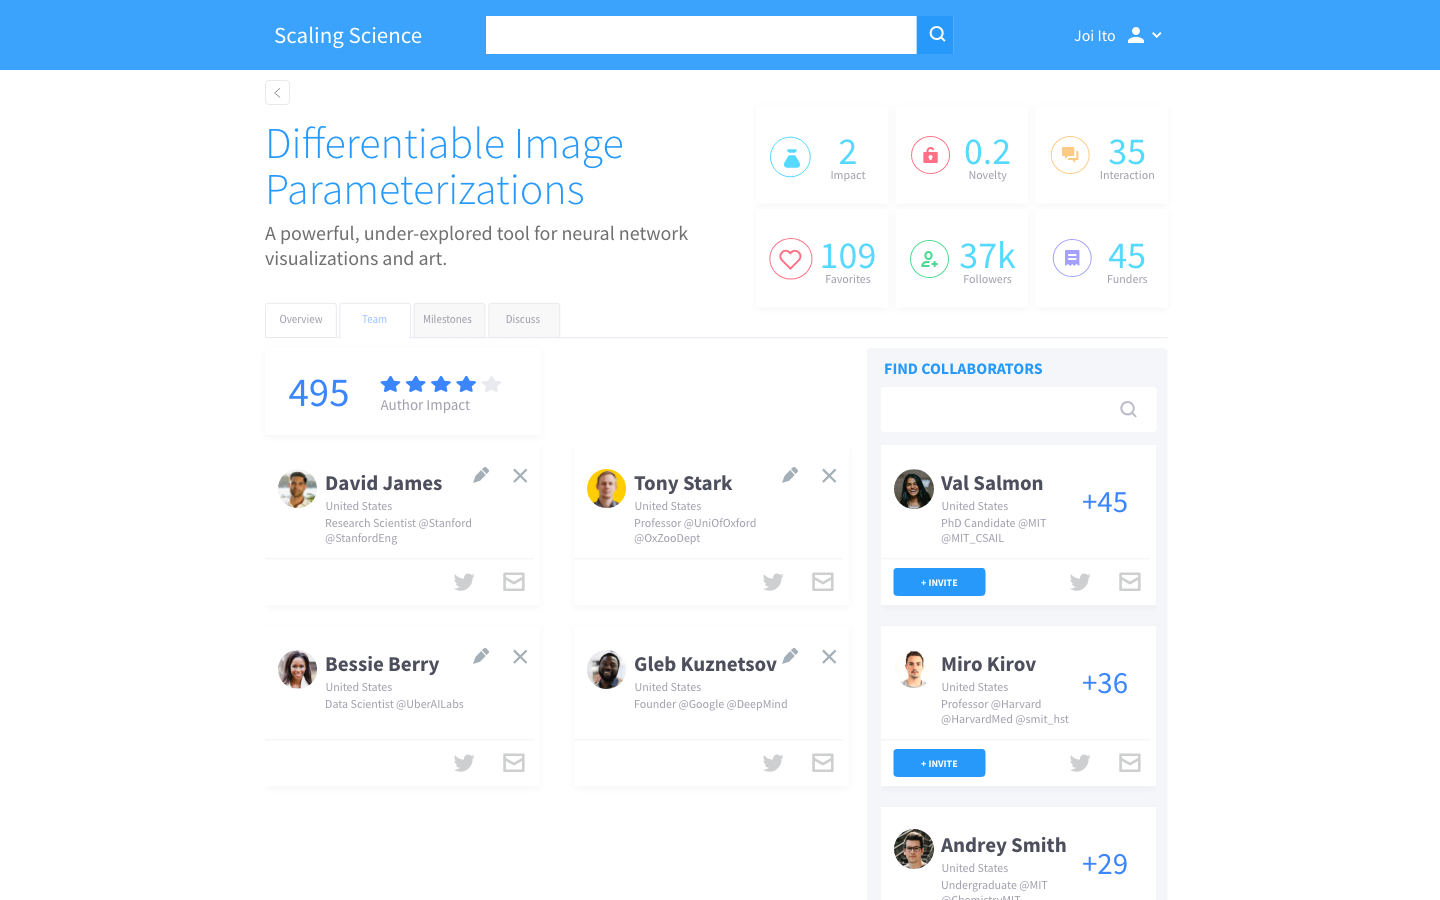 Scaling Science
Joi Ito
Differentiable Image
Parameterizations
A powerful, under-explored tool for neural network
visualizations and art.
2
Impact
0.2
Novelty
35
Interaction
109
Favorites
37k
Followers
45
Funders
Overview
Team
Milestones
Discuss
495
Author Impact
David James
United States
Research Scientist @Stanford
@StanfordEng
Tony Stark
United States
Professor @UniOfOxford
@OxZooDept
Bessie Berry
United States
Data Scientist @UberAILabs
Gleb Kuznetsov
United States
Founder @Google @DeepMind
FIND COLLABORATORS
Val Salmon
United States
PhD Candidate @MIT
@MIT_CSAIL
+45
+ INVITE
Miro Kirov
United States
Professor @Harvard
@HarvardMed @smit_hst
+36
+ INVITE
Andrey Smith
United States
Undergraduate @MIT
@ChemistryMIT
+29